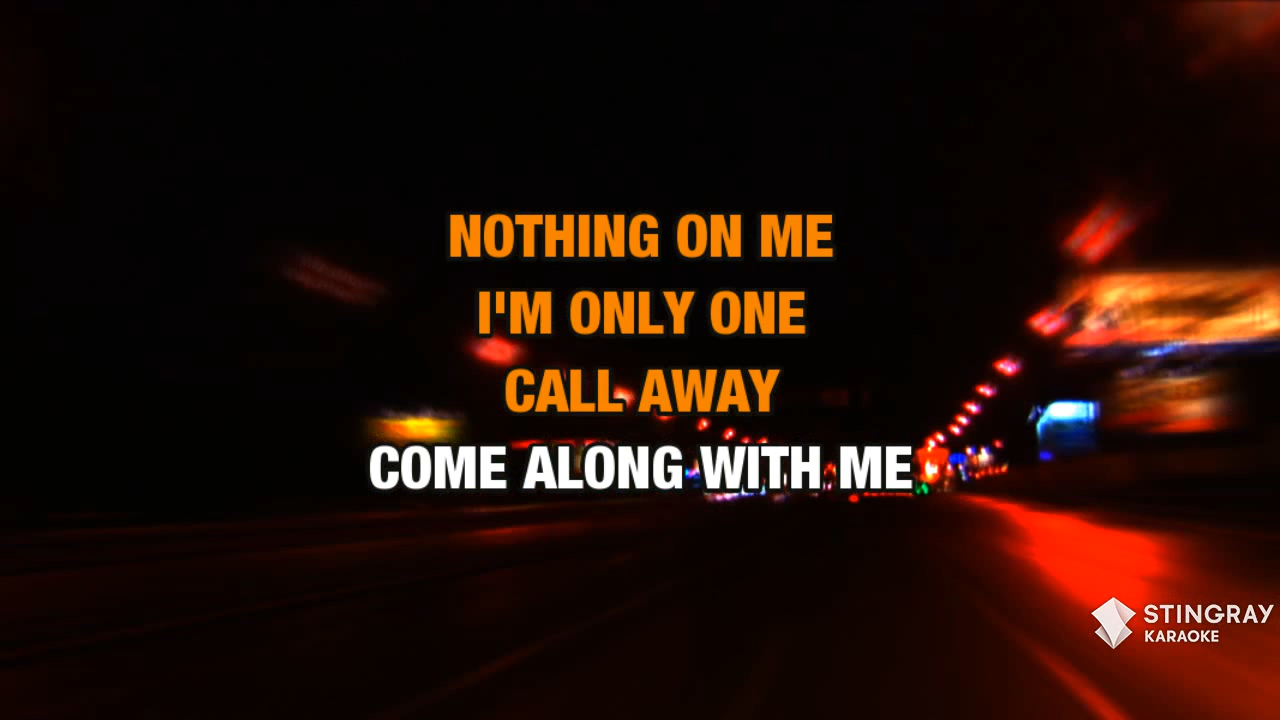 NOTHING ON ME
I'M ONLY ONE
CALL AWAY
COME ALONG WITH ME
STINGRAY
KARAOKE